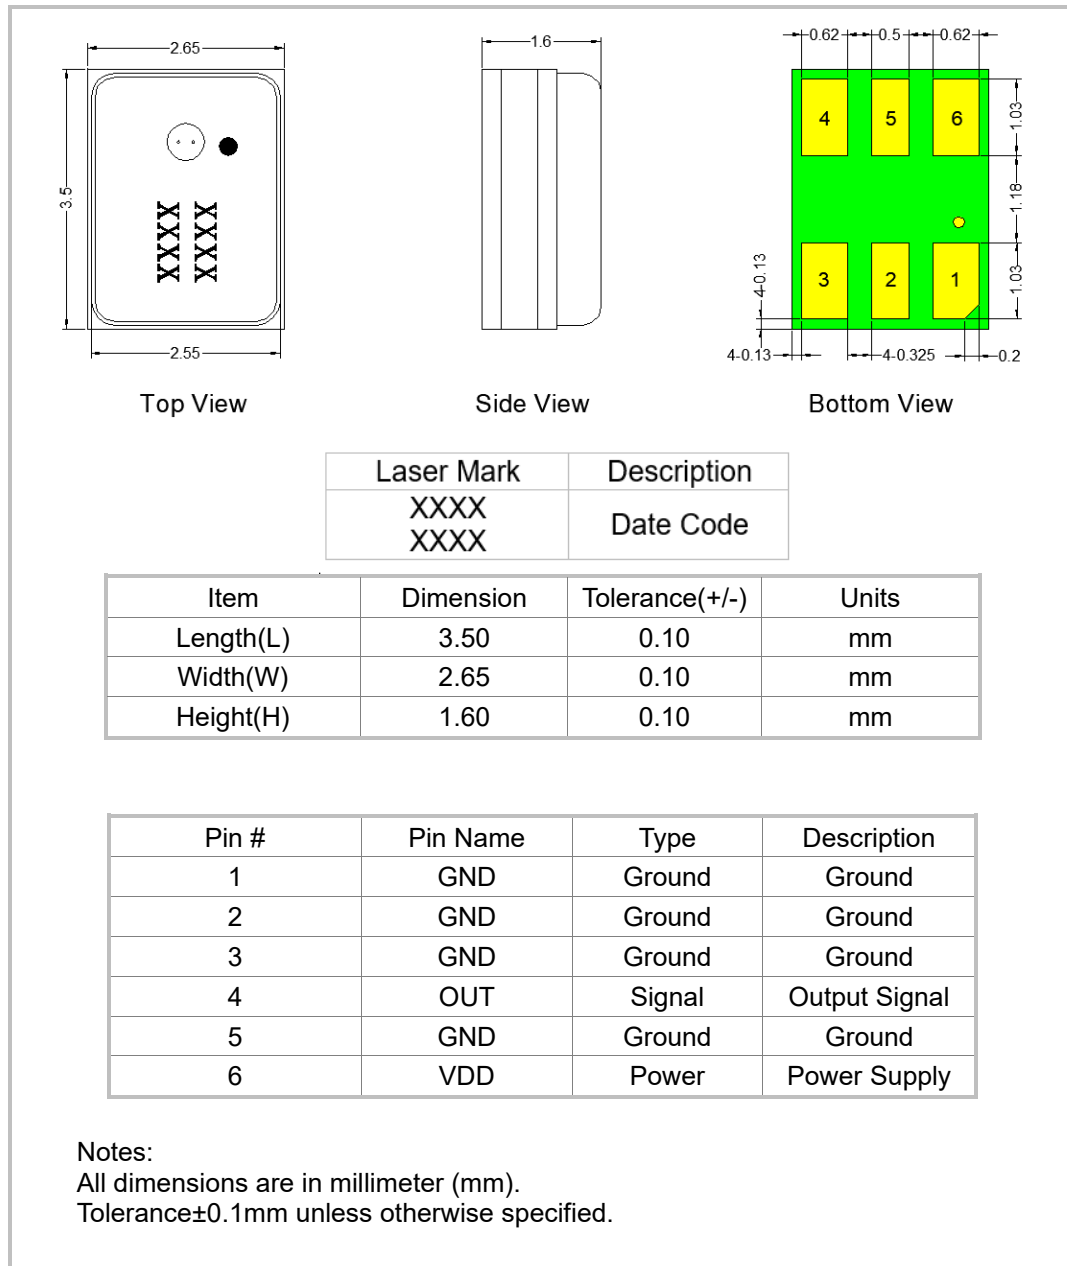 2.65
3.5
XXXX
XXXX
2.55
Top View
1.6
Side View
0.62 0.5 0.62
4 5 6
1.03
1.18
3 2 1
1.03
4-0.13
4-0.13 4-0.325 0.2
Bottom View
Laser Mark Description
XXXX
XXXX
Date Code
Item Dimension Tolerance(+/-) Units
Length(L) 3.50 0.10 mm
Width(W) 2.65 0.10 mm
Height(H) 1.60 0.10 mm
Pin # Pin Name Type Description
1 GND Ground Ground
2 GND Ground Ground
3 GND Ground Ground
4 OUT Signal Output Signal
5 GND Ground Ground
6 VDD Power Power Supply
Notes:
All dimensions are in millimeter (mm).
Tolerance±0.1mm unless otherwise specified.